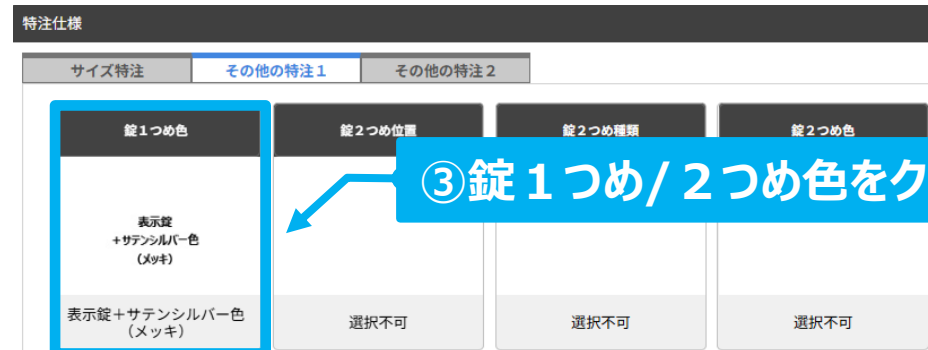 特注仕様
サイズ特注
その他の特注１
その他の特注２
錠１つめ色
錠２つめ位置
錠２つめ種類
錠２つめ色
③錠１つめ/２つめ色をク
表示錠
+サテンシルバー色
(メッキ)
表示錠＋サテンシルバー色
（メッキ）
選択不可
選択不可
選択不可